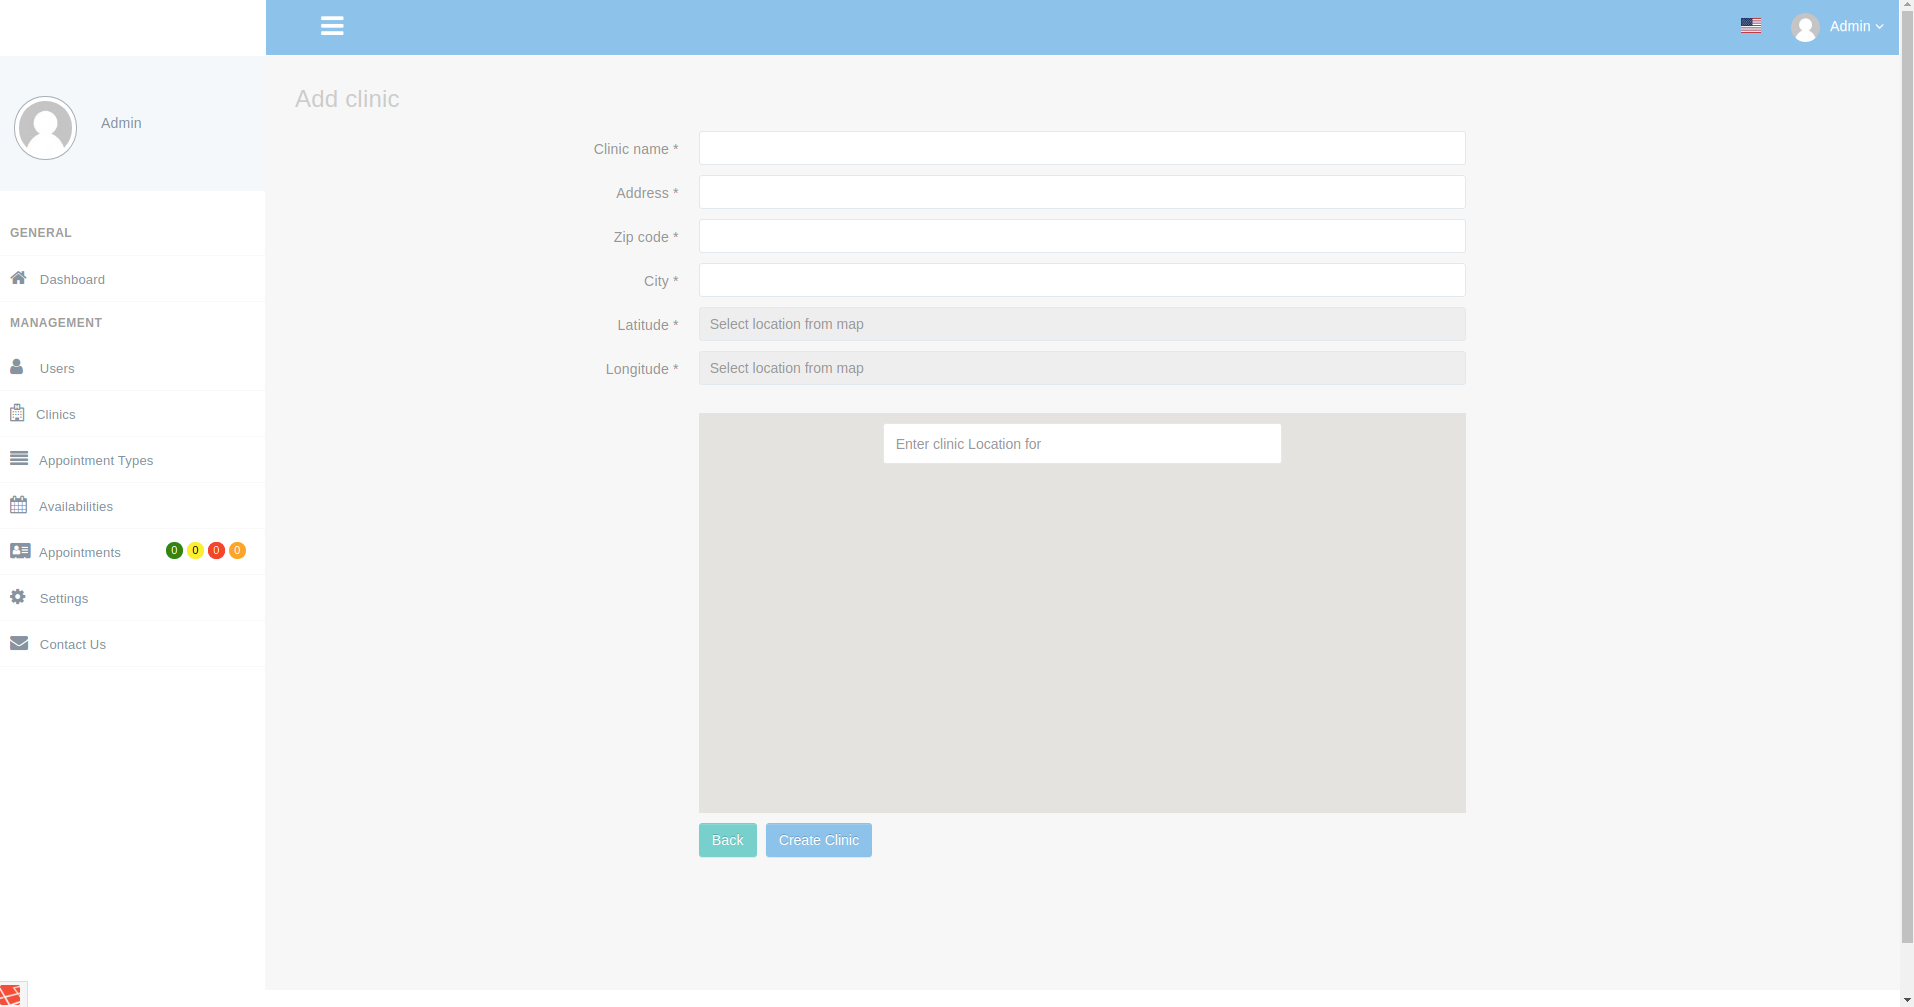 Admin
Admin
GENERAL
Dashboard
MANAGEMENT
Users
Clinics
Appointment Types
Availabilities
Appointments 0 0 0 0
Settings
Contact Us
Add clinic
Clinic name *
Address *
Zip code *
City *
Latitude * Select location from map
Longitude * Select location from map
Enter clinic Location for
Back Create Clinic